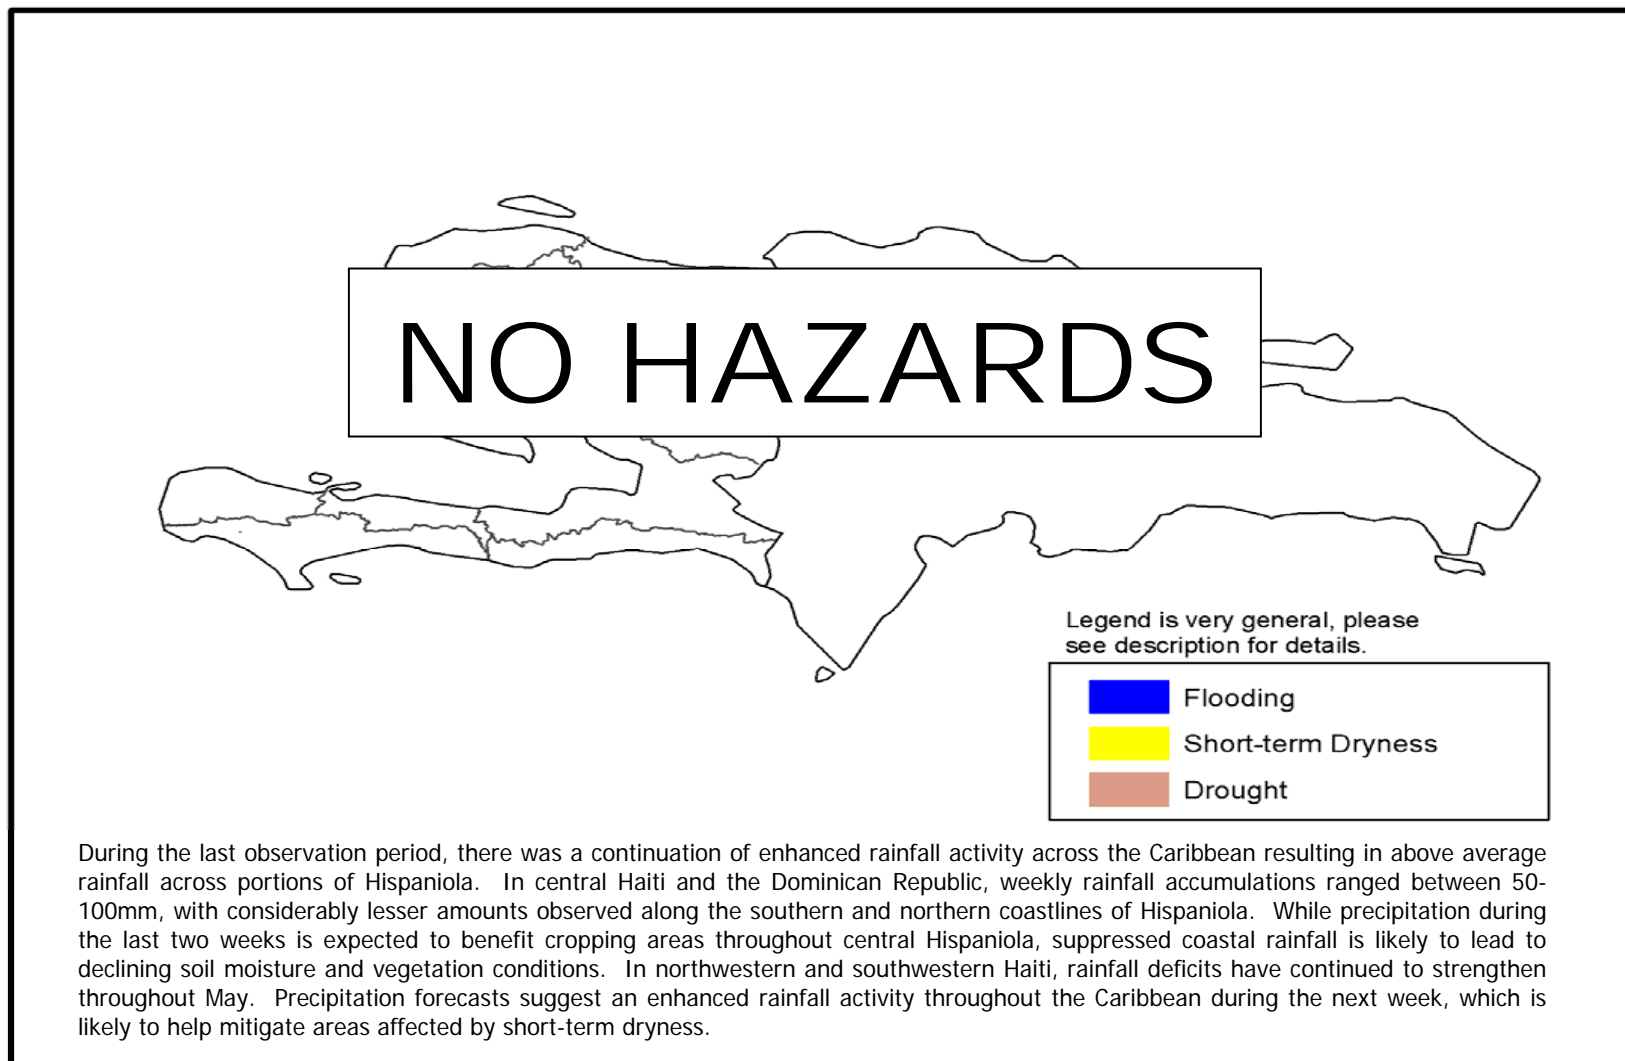 NO HAZARDS
Legend is very general, please
see description for details.
Flooding
Short-term Dryness
Drought
During the last observation period, there was a continuation of enhanced rainfall activity across the Caribbean resulting in above average
rainfall across portions of Hispaniola.  In central Haiti and the Dominican Republic, weekly rainfall accumulations ranged between 50-
100mm, with considerably lesser amounts observed along the southern and northern coastlines of Hispaniola.  While precipitation during
the last two weeks is expected to benefit cropping areas throughout central Hispaniola, suppressed coastal rainfall is likely to lead to
declining soil moisture and vegetation conditions.  In northwestern and southwestern Haiti, rainfall deficits have continued to strengthen
throughout May.  Precipitation forecasts suggest an enhanced rainfall activity throughout the Caribbean during the next week, which is
likely to help mitigate areas affected by short-term dryness.